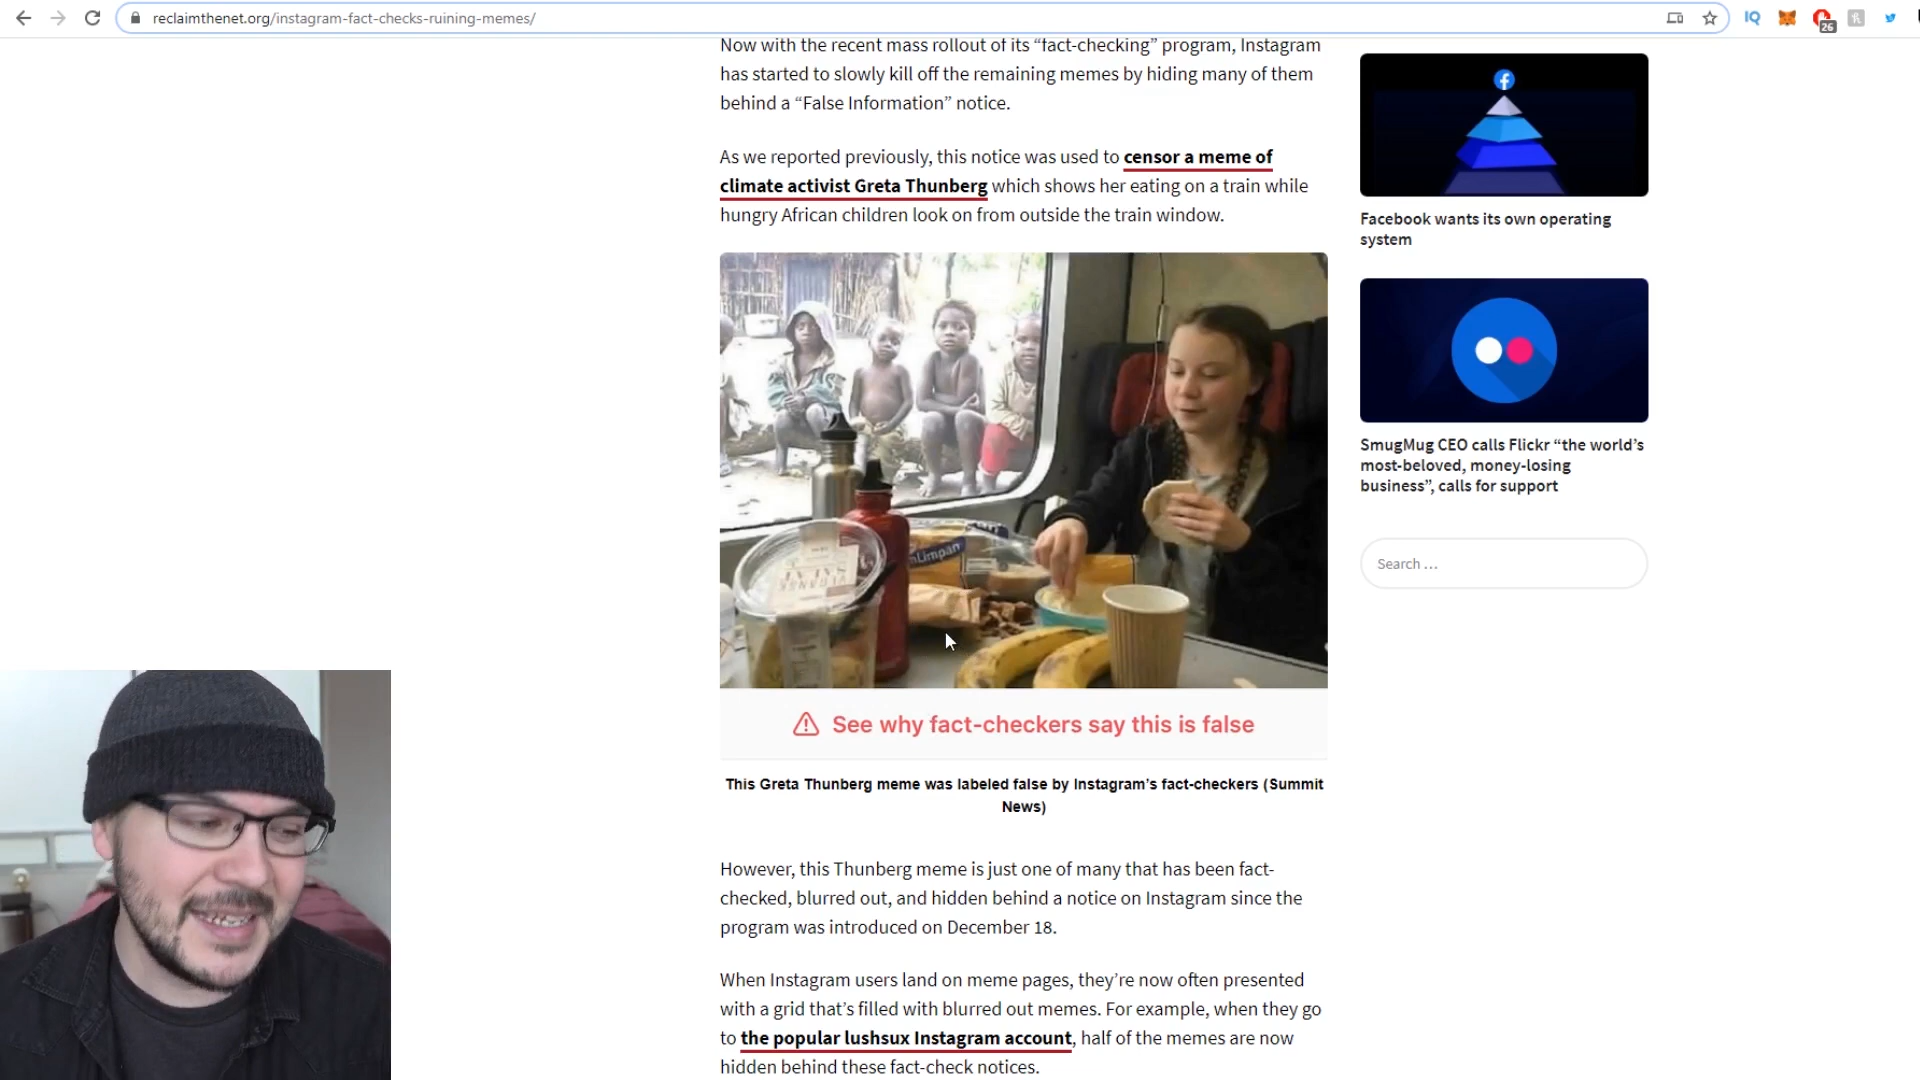 reclaimthenet.org/instagram-fact-checks-ruining-memes/
IQ
26
Now with the recent mass rollout of its “fact-checking” program, Instagram
has started to slowly kill off the remaining memes by hiding many of them
behind a “False Information” notice.
As we reported previously, this notice was used to censor a meme of
climate activist Greta Thunberg which shows her eating on a train while
hungry African children look on from outside the train window.
Limpan
See why fact-checkers say this is false
This Greta Thunberg meme was labeled false by Instagram’s fact-checkers (Summit
News)
However, this Thunberg meme is just one of many that has been fact-
checked, blurred out, and hidden behind a notice on Instagram since the
program was introduced on December 18.
When Instagram users land on meme pages, they’re now often presented
with a grid that’s filled with blurred out memes. For example, when they go
to the popular lushsux Instagram account, half of the memes are now
hidden behind these fact-check notices.
Facebook wants its own operating
system
SmugMug CEO calls Flickr “the world’s
most-beloved, money-losing
business”, calls for support
Search …